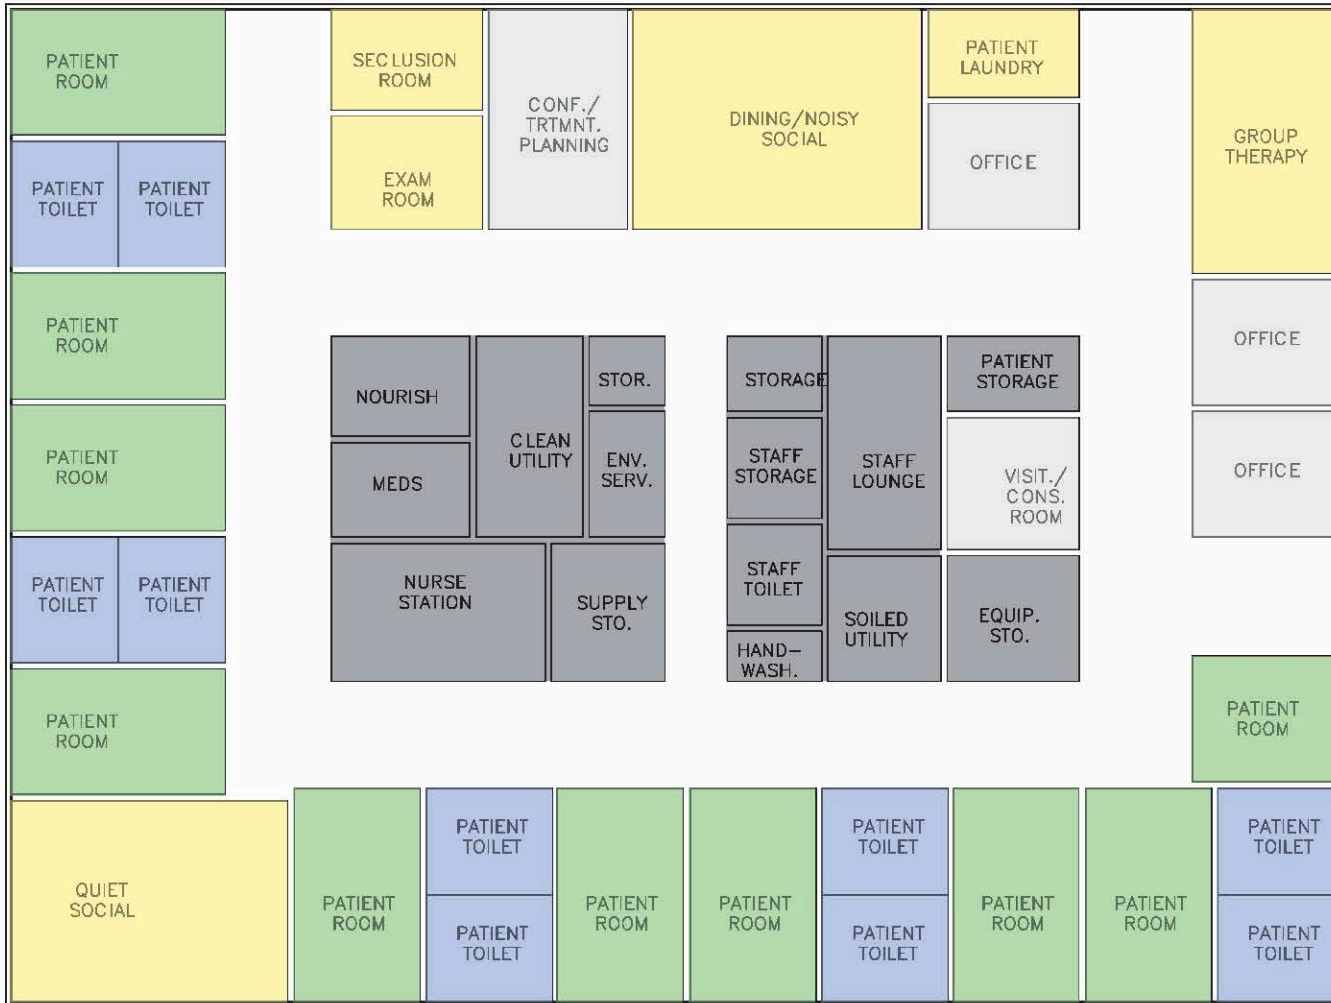 PATIENT
ROOM
SECLUSION
ROOM
CONF./
TRTMNT.
PLANNING
DINING/NOISY
SOCIAL
PATIENT
LAUNDRY
GROUP
THERAPY
PATIENT
TOILET
PATIENT
TOILET
EXAM
ROOM
OFFICE
PATIENT
ROOM
NOURISH
CLEAN
UTILITY
STOR.
STORAGE
STAFF
LOUNGE
PATIENT
STORAGE
OFFICE
PATIENT
ROOM
MEDS
ENV.
SERV.
STAFF
STORAGE
VISIT./
CONS.
ROOM
OFFICE
PATIENT
TOILET
PATIENT
TOILET
NURSE
STATION
SUPPLY
STO.
STAFF
TOILET
SOILED
UTILITY
EQUIP.
STO.
HAND-
WASH.
PATIENT
ROOM
PATIENT
ROOM
QUIET
SOCIAL
PATIENT
ROOM
PATIENT
TOILET
PATIENT
TOILET
PATIENT
ROOM
PATIENT
ROOM
PATIENT
TOILET
PATIENT
TOILET
PATIENT
ROOM
PATIENT
ROOM
PATIENT
TOILET
PATIENT
TOILET